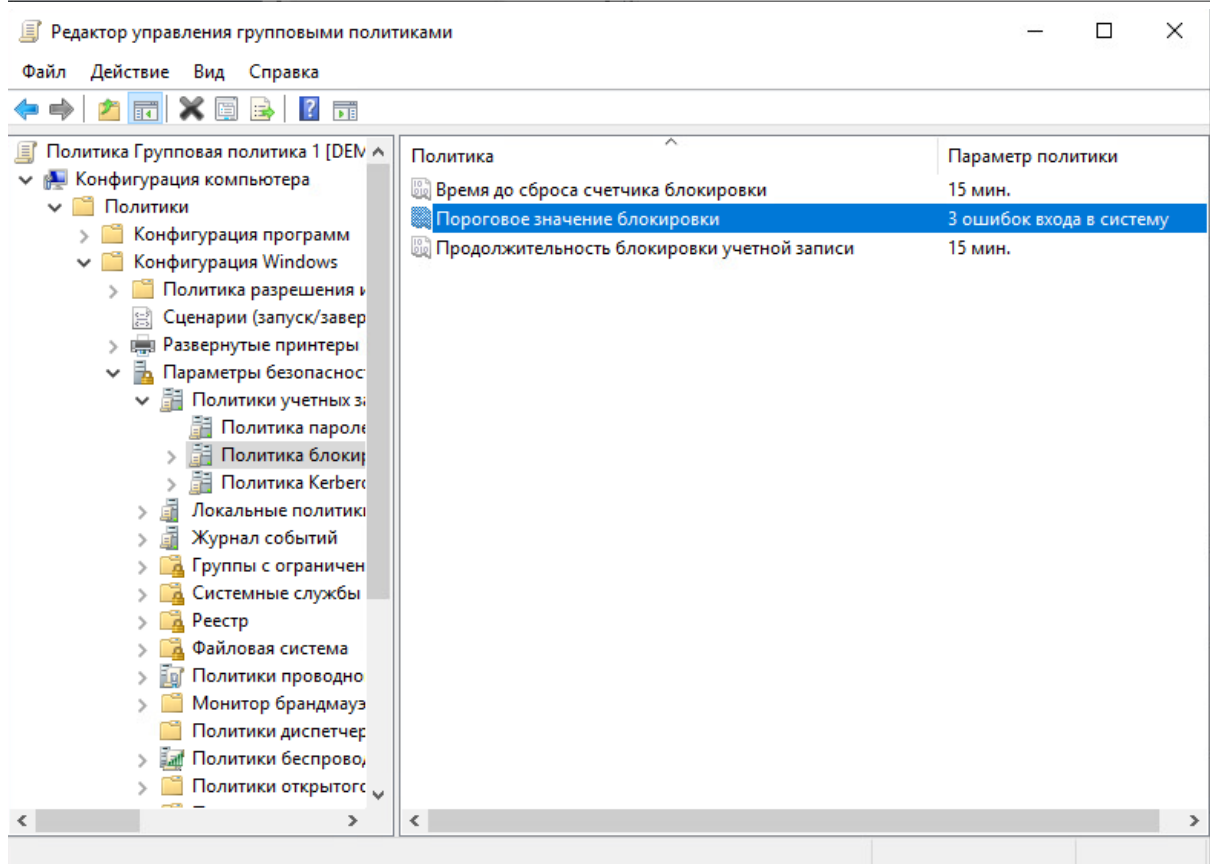 Редактор управления групповыми политиками
Файл Действие Вид Справка
Политика Групповая политика 1 [DEM
Конфигурация компьютера
Политики
Конфигурация программ
Конфигурация Windows
Политика разрешения и
Сценарии (запуск/завер
Развернутые принтеры
Параметры безопаснос
Политики учетных за
Политика пароле
Политика блокир
Политика Kerbero
Локальные политики
Журнал событий
Группы с ограничен
Системные службы
Реестр
Файловая система
Политики проводно
Монитор брандмауэ
Политики диспетчер
Политики беспровод
Политики открытого
Политика Параметр политики
Время до сброса счетчика блокировки 15 мин.
Пороговое значение блокировки 3 ошибок входа в систему
Продолжительность блокировки учетной записи 15 мин.